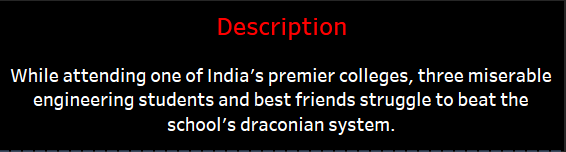 Description
While attending one of India's premier colleges, three miserable
engineering students and best friends struggle to beat the
school's draconian system.